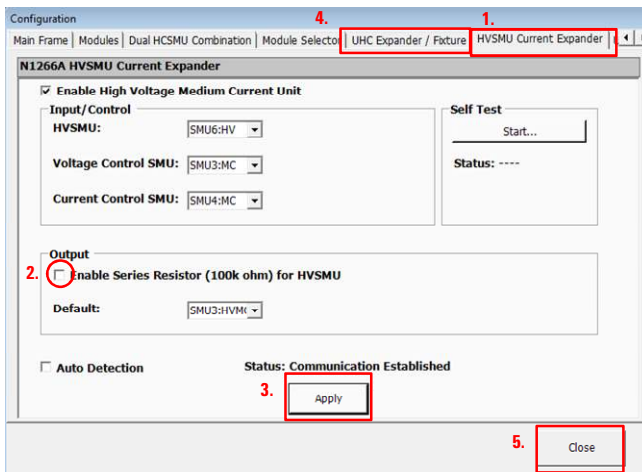 Configuration
4. 1.
Main Frame Modules Dual HCSMU Combination Module Selector UHC Expander / Fixture HVSMU Current Expander
N1266A HVSMU Current Expander
Enable High Voltage Medium Current Unit
Input/Control Self Test
HVSMU: SMU6:HV Start...
Voltage Control SMU: SMU3:MC Status: ----
Current Control SMU: SMU4:MC
Output
2. Enable Series Resistor (100k ohm) for HVSMU
Default: SMU3:HVM
Auto Detection Status: Communication Established
3. Apply
5. Close